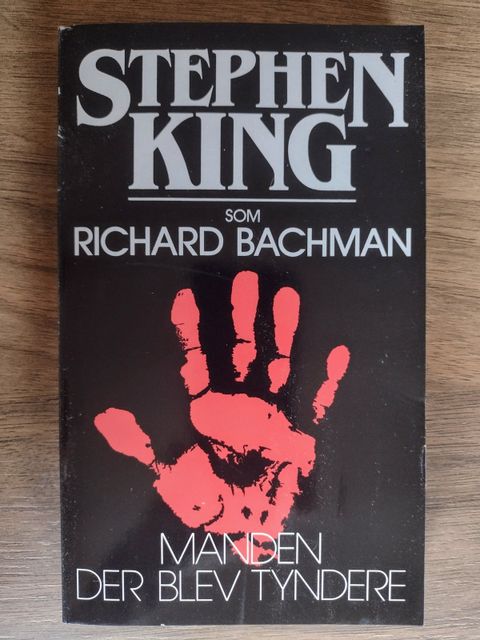 STEPHEN
KING
SOM
RICHARD BACHMAN
MANDEN
DER BLEV TYNDERE